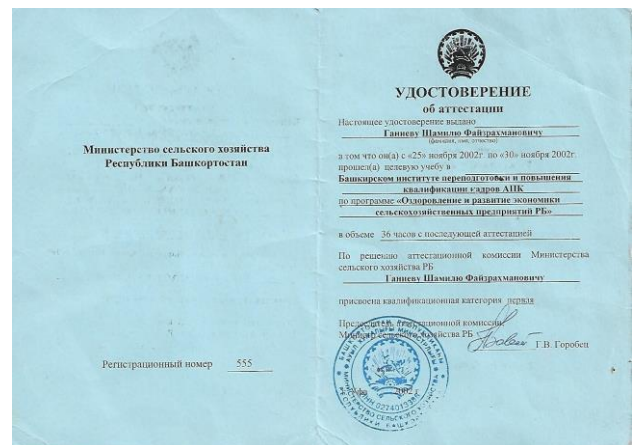 Министерство сельского хозяйства
Республики Башкортостан
Регистрационный номер 555
УДОСТОВЕРЕНИЕ
об аттестации
Настоящее удостоверение выдано
Ганиеву Шамилю Файзрахмановичу
(фамилия, имя, отчество)
в том что он(а) с «25» ноября 2002г по «30» ноября 2002г.
прошел(а) целевую учебу в
Башкирском институте переподготовки и повышения
квалификации кадров АПК
по программе «Оздоровление и развитие экономики
сельскохозяйственных предприятий РБ»
в объеме 36 часов с последующей аттестацией
По решению аттестационной комиссии Министерства
сельского хозяйства РБ
Ганиеву Шамилю Файзрахмановичу
присвоена квалификационная категория первая
Председатель аттестационной комиссии,
Министр сельского хозяйства РБ Г.В. Горобец